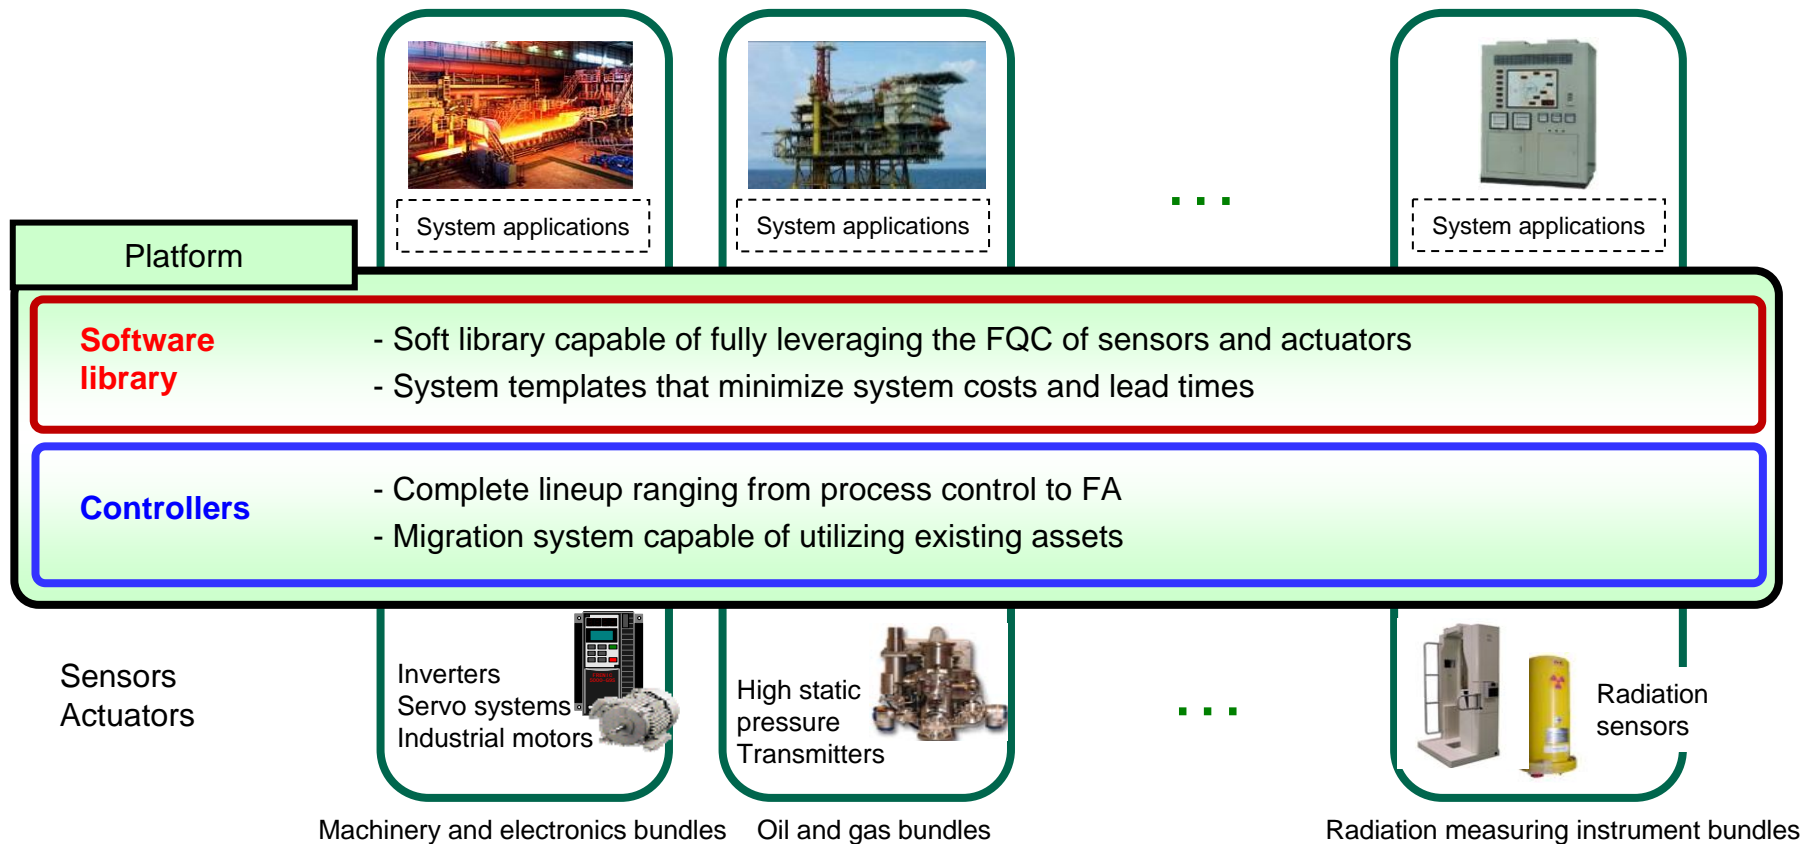 System applications
System applications
System applications
Platform
Software
library
- Soft library capable of fully leveraging the FQC of sensors and actuators
- System templates that minimize system costs and lead times
Controllers
- Complete lineup ranging from process control to FA
- Migration system capable of utilizing existing assets
Sensors
Actuators
Inverters
Servo systems
Industrial motors
High static
pressure
Transmitters
Radiation
sensors
Machinery and electronics bundles
Oil and gas bundles
Radiation measuring instrument bundles